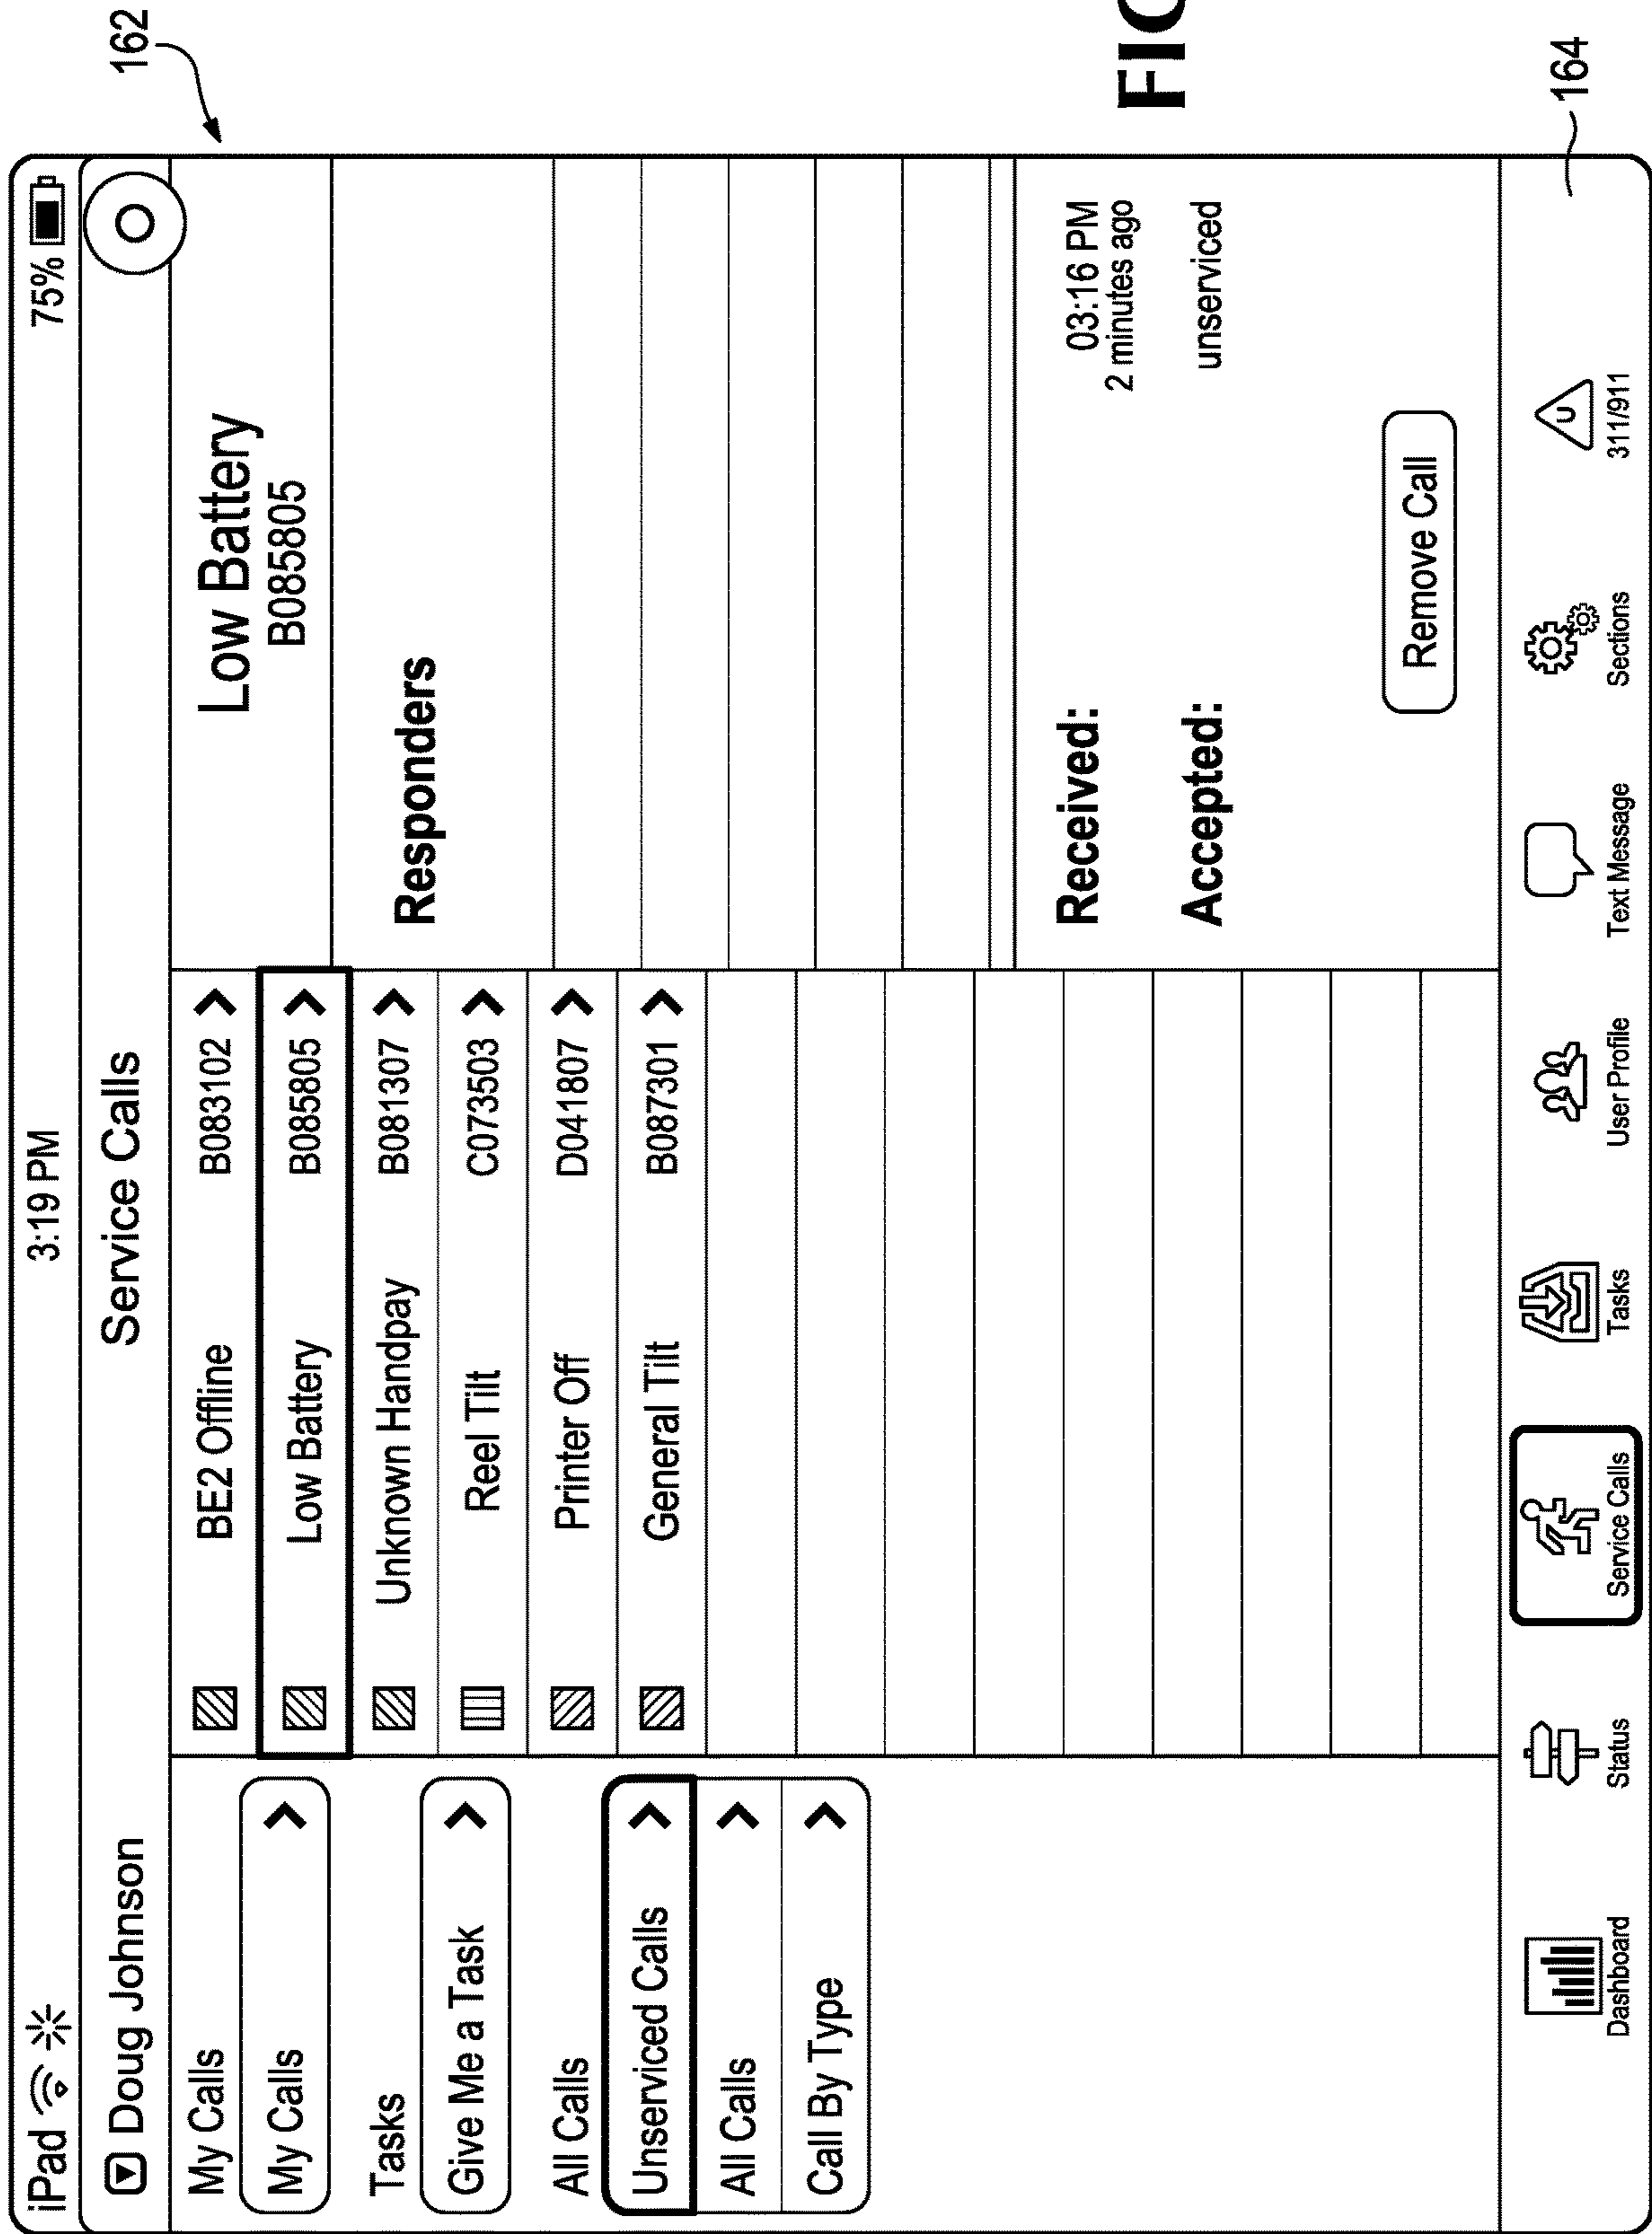 iPad 3:19 PM 75%
Doug Johnson Service Calls
My Calls
My Calls
Tasks
Give Me a Task
All Calls
Unserviced Calls
All Calls
Call By Type
BE2 Offline B083102
Low Battery B085805
Unknown Handpay B081307
Reel Tilt C073503
Printer Off D041807
General Tilt B087301
Low Battery
B085805
Responders
Received: 03:16 PM
2 minutes ago
Accepted: unserviced
Remove Call
Dashboard Status Service Calls Tasks User Profile Text Message Sections 311/911
162
164